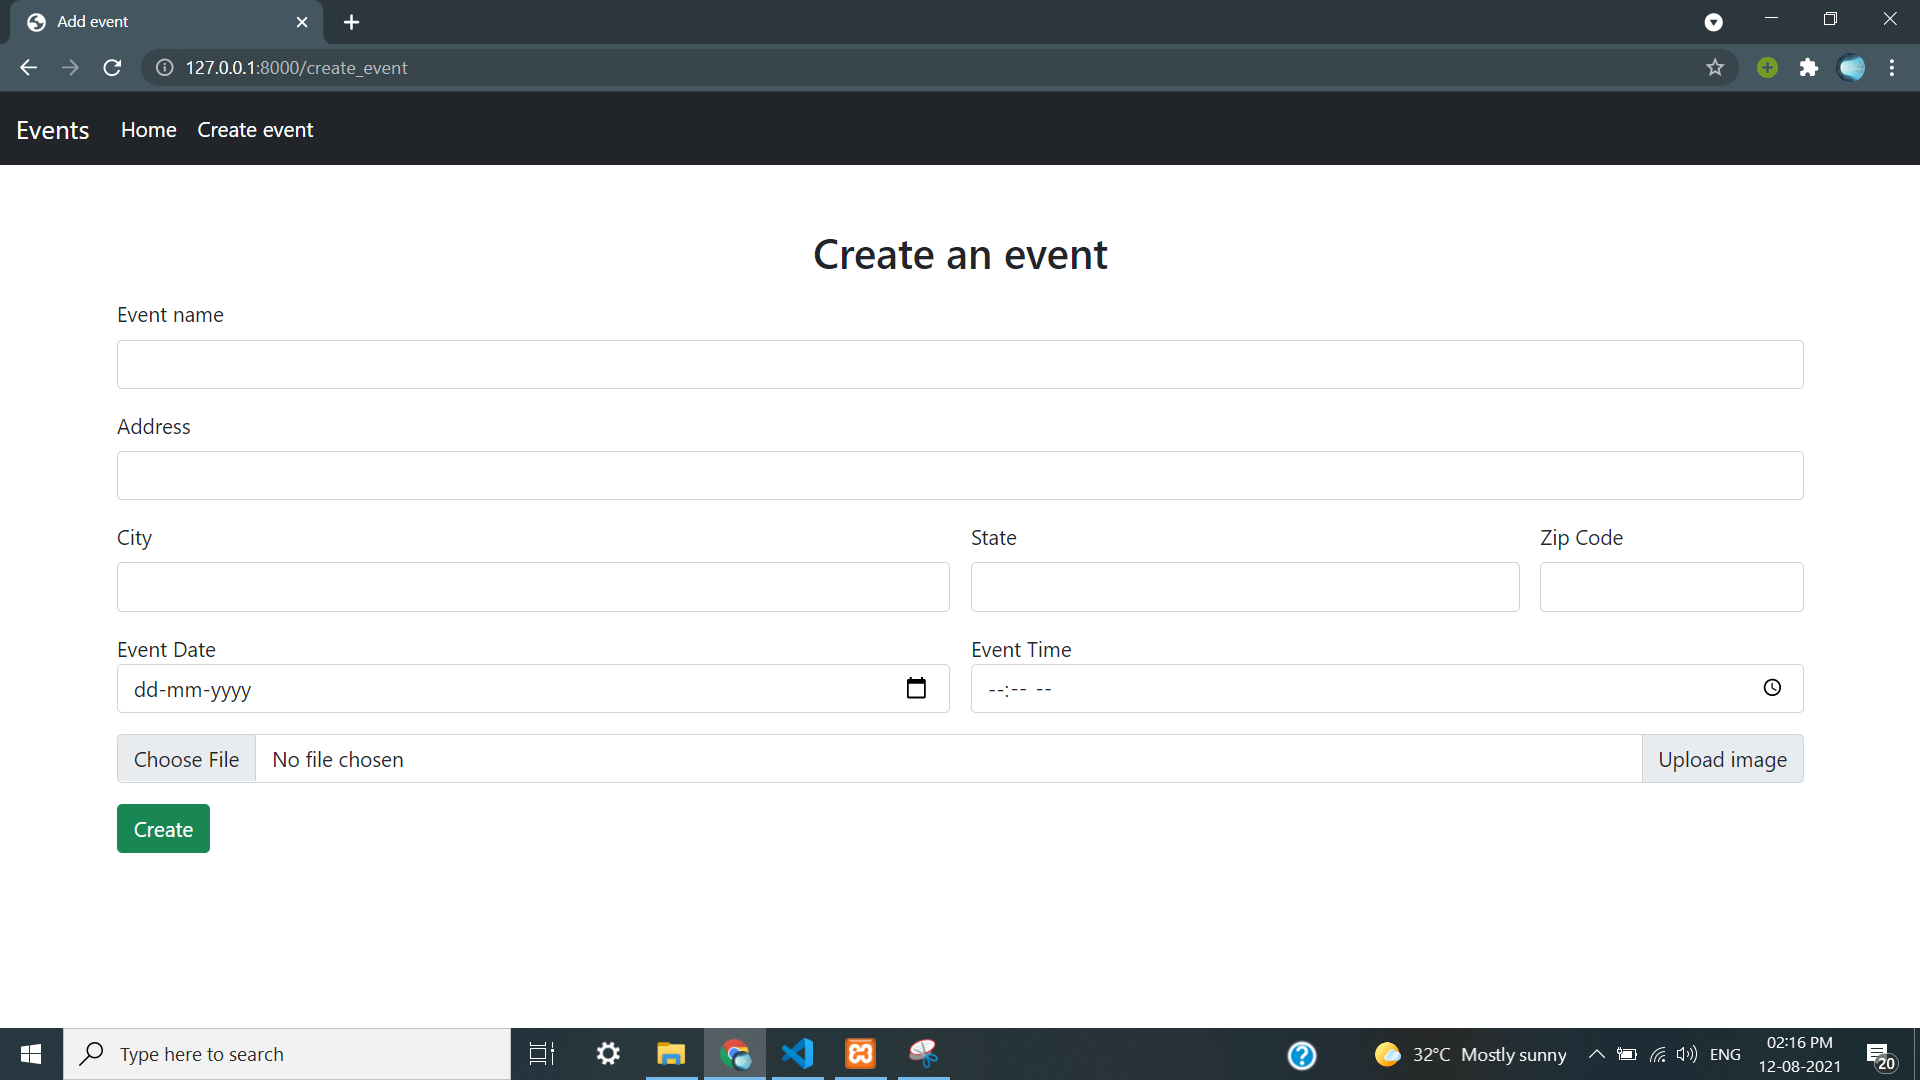 Add event
127.0.0.1:8000/create_event
Events Home Create event
Create an event
Event name
Address
City State Zip Code
Event Date Event Time
dd-mm-yyyy --:-- --
Choose File No file chosen Upload image
Create
Type here to search 32°C Mostly sunny ENG 02:16 PM
12-08-2021 20